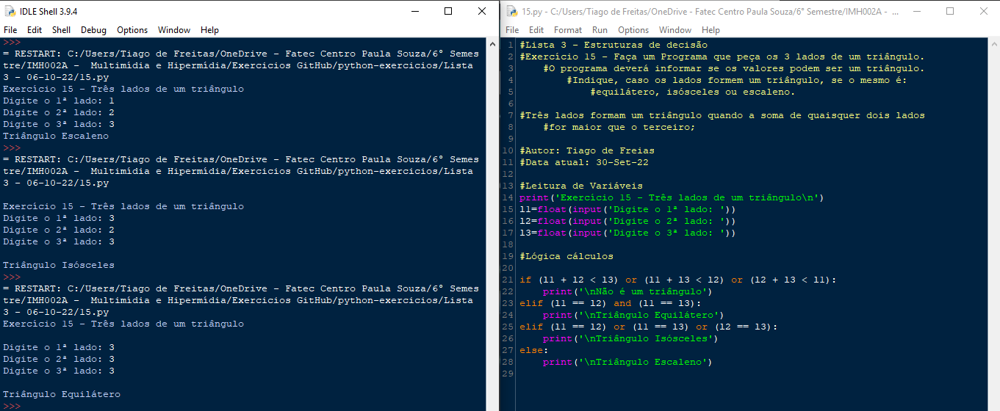 IDLE Shell 3.9.4
File Edit Shell Debug Options Window Help
>>>
= RESTART: C:/Users/Tiago de Freitas/OneDrive - Fatec Centro Paula Souza/6° Semes
tre/IMH002A -  Multimídia e Hipermídia/Exercicios GitHub/python-exercicios/Lista
3 - 06-10-22/15.py
Exercício 15 - Três lados de um triângulo
Digite o 1ª lado: 1
Digite o 2ª lado: 2
Digite o 3ª lado: 3
Triângulo Escaleno
>>>
= RESTART: C:/Users/Tiago de Freitas/OneDrive - Fatec Centro Paula Souza/6° Semes
tre/IMH002A -  Multimídia e Hipermídia/Exercicios GitHub/python-exercicios/Lista
3 - 06-10-22/15.py
Exercício 15 - Três lados de um triângulo
Digite o 1ª lado: 3
Digite o 2ª lado: 2
Digite o 3ª lado: 3
Triângulo Isósceles
>>>
= RESTART: C:/Users/Tiago de Freitas/OneDrive - Fatec Centro Paula Souza/6° Semes
tre/IMH002A -  Multimídia e Hipermídia/Exercicios GitHub/python-exercicios/Lista
3 - 06-10-22/15.py
Exercício 15 - Três lados de um triângulo
Digite o 1ª lado: 3
Digite o 2ª lado: 3
Digite o 3ª lado: 3
Triângulo Equilátero
>>>
15.py - C:/Users/Tiago de Freitas/OneDrive - Fatec Centro Paula Souza/6° Semestre/IMH002A - ...
File Edit Format Run Options Window Help
1 #Lista 3 - Estruturas de decisão
2 #Exercício 15 - Faça um Programa que peça os 3 lados de um triângulo.
3     #O programa deverá informar se os valores podem ser um triângulo.
4         #Indique, caso os lados formem um triângulo, se o mesmo é:
5             #equilátero, isósceles ou escaleno.
6
7 #Três lados formam um triângulo quando a soma de quaisquer dois lados
8     #for maior que o terceiro;
9
10 #Autor: Tiago de Freias
11 #Data atual: 30-Set-22
12
13 #Leitura de Variáveis
14 print('Exercício 15 - Três lados de um triângulo\n')
15 l1=float(input('Digite o 1ª lado: '))
16 l2=float(input('Digite o 2ª lado: '))
17 l3=float(input('Digite o 3ª lado: '))
18
19 #Lógica cálculos
20
21 if (l1 + l2 < l3) or (l1 + l3 < l2) or (l2 + l3 < l1):
22     print('\nNão é um triângulo')
23 elif (l1 == l2) and (l1 == l3):
24     print('\nTriângulo Equilátero')
25 elif (l1 == l2) or (l1 == l3) or (l2 == l3):
26     print('\nTriângulo Isósceles')
27 else:
28     print('\nTriângulo Escaleno')
29